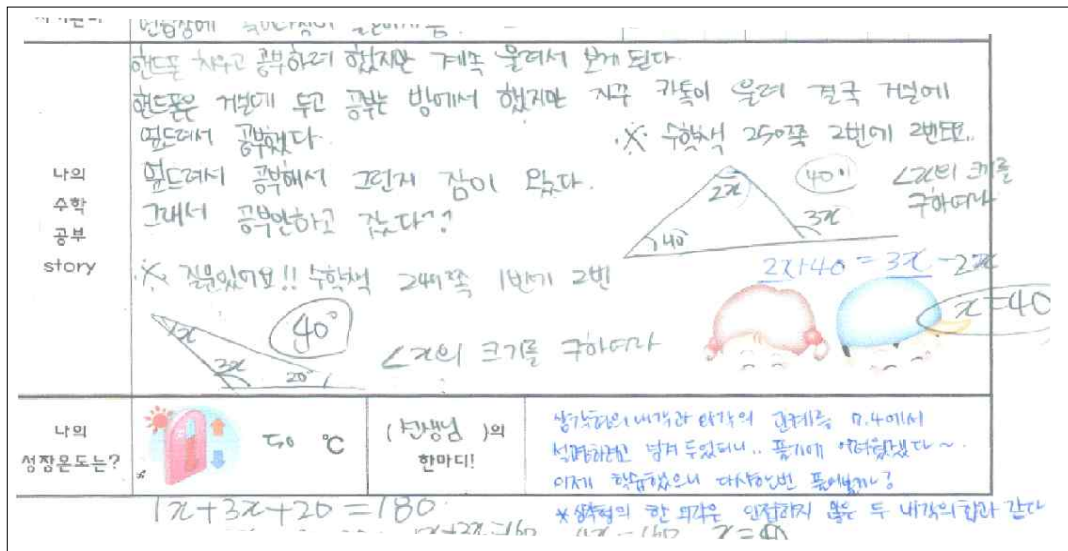 핸드폰 치우고 공부하려 했지만 계속 울려서 보게 된다.
핸드폰은 거실에 두고 공부는 방에서 했지만 자꾸 카톡이 울려 결국 거실에
엎드려서 공부했다.
엎드려서 공부해서 그런지 잠이 왔다.
그래서 공부안하고 잤다??
나의
수학
공부
story
※ 수학책 250쪽 2번에 2번
2x
40°
3x
40°
∠x의 크기를
구하여라
2x+40=3x-2x
x=40
※ 질문있어요!! 수학책 249쪽 1번기 2번
x
3x
20°
40°
∠x의 크기를 구하여라
나의
성장온도는?
50 ℃
(선생님 )의
한마디!
삼각형의 내각과 외각의 관계를 7.4에서
설명하려고 남겨 두었더니.. 풀기에 어려웠겠다~
이제 학습했으니 다시한번 풀어볼까?
*삼각형의 한 외각은 인접하지 않은 두 내각의 합과 같다
1x+3x+20=180
4x=160
x=40